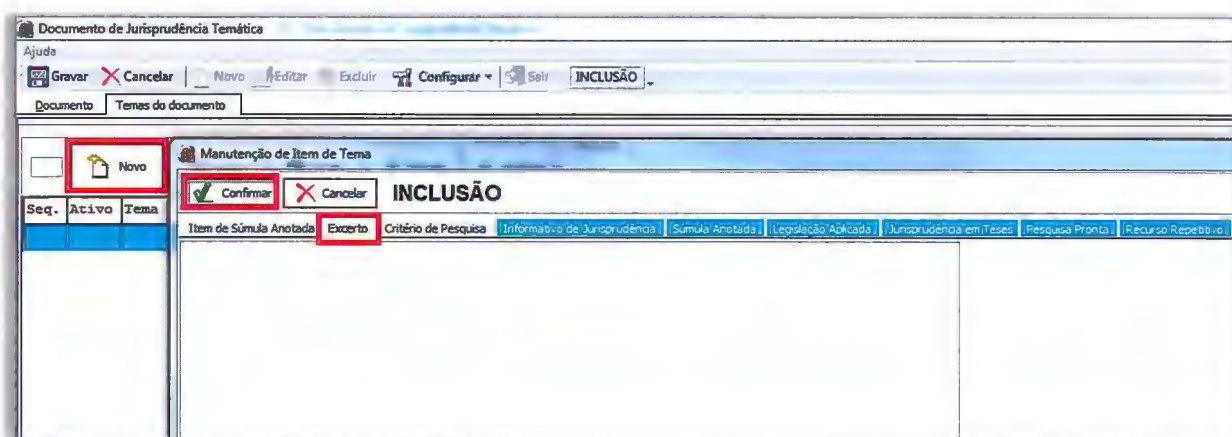 Documento de Jurisprudência Temática
Ajuda
Gravar Cancelar Novo Editar Excluir Configurar Sair INCLUSÃO
Documento Temas do documento
Novo
Manutenção de Item de Tema
Confirmar Cancelar INCLUSÃO
Seq. Ativo Tema
Item de Súmula Anotada Excerto Critério de Pesquisa Informativo de Jurisprudência Súmula Anotada Legislação Aplicada Jurisprudência em Teses Pesquisa Pronta Recurso Repetitivo